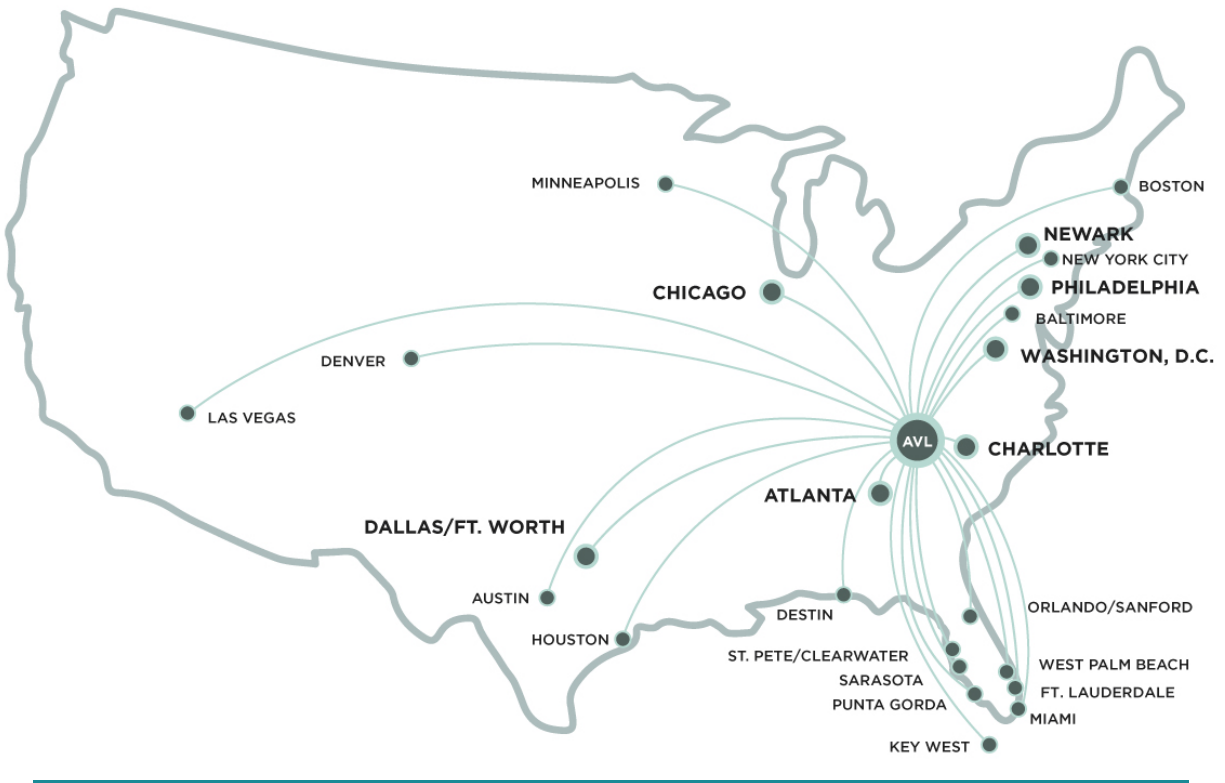 MINNEAPOLIS
BOSTON
NEWARK
NEW YORK CITY
CHICAGO
PHILADELPHIA
BALTIMORE
DENVER
WASHINGTON, D.C.
LAS VEGAS
AVL
CHARLOTTE
ATLANTA
DALLAS/FT. WORTH
AUSTIN
DESTIN
ORLANDO/SANFORD
HOUSTON
ST. PETE/CLEARWATER
WEST PALM BEACH
SARASOTA
FT. LAUDERDALE
PUNTA GORDA
MIAMI
KEY WEST